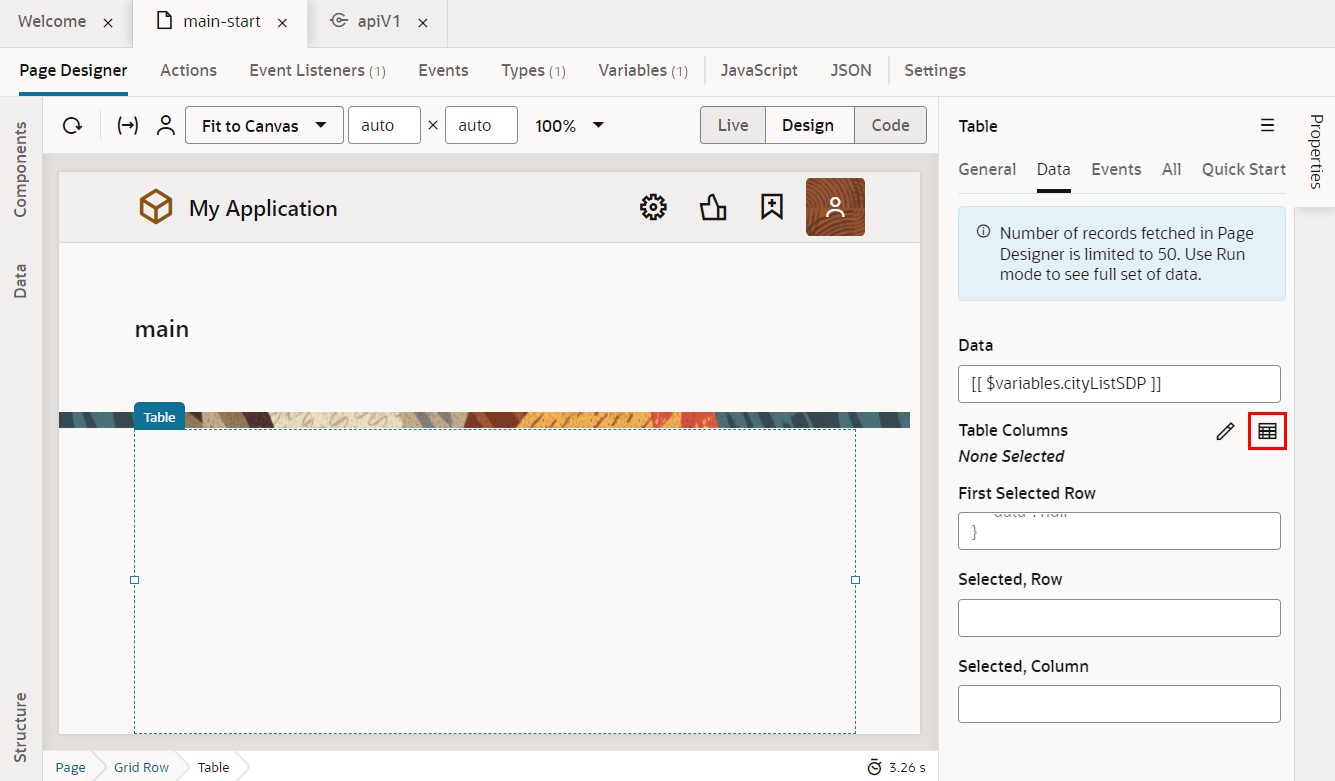 Welcome
main-start
apiV1
Page Designer
Actions
Event Listeners (1)
Events
Types (1)
Variables (1)
JavaScript
JSON
Settings
Components
Data
Structure
Fit to Canvas
auto
×
auto
100%
Live
Design
Code
My Application
main
Table
Page
Grid Row
Table
3.26 s
Table
General
Data
Events
All
Quick Start
Number of records fetched in Page
Designer is limited to 50. Use Run
mode to see full set of data.
Data
[[ $variables.cityListSDP ]]
Table Columns
None Selected
First Selected Row
}
Selected, Row
Selected, Column
Properties